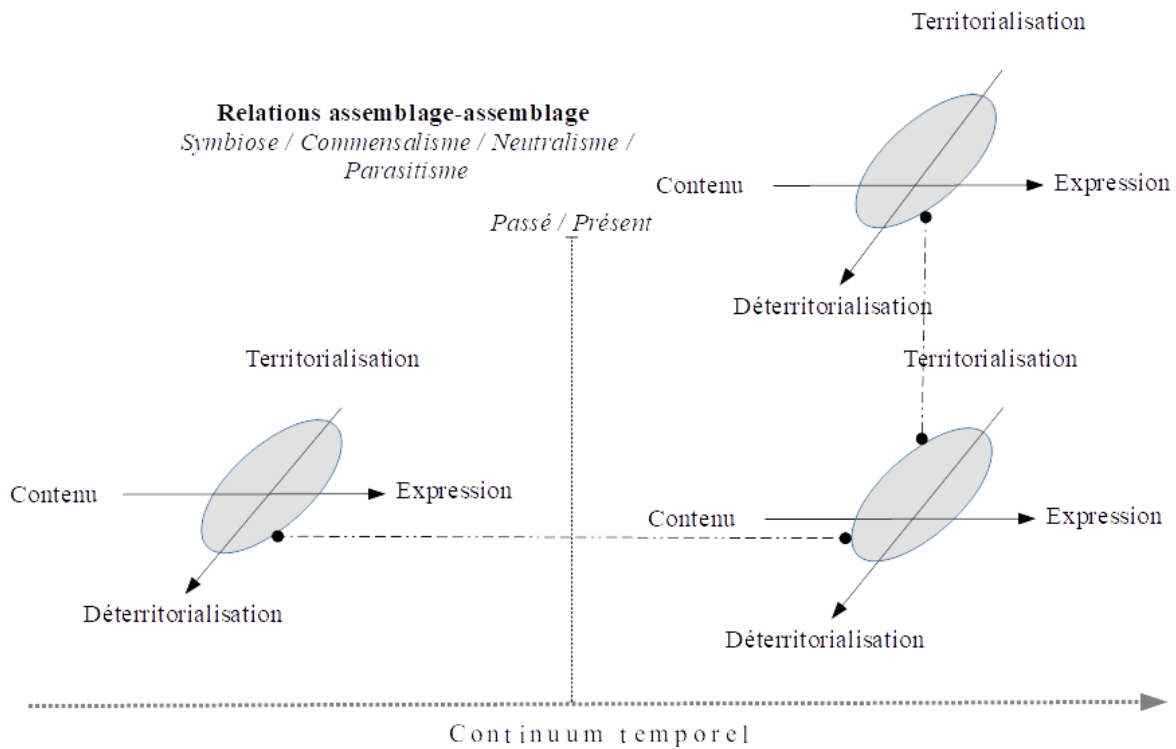 Territorialisation
Relations assemblage-assemblage
Symbiose / Commensalisme / Neutralisme /
Parasitisme
Contenu
Expression
Passé / Présent
Déterritorialisation
Territorialisation
Territorialisation
Contenu
Expression
Contenu
Expression
Déterritorialisation
Déterritorialisation
Continuum temporel